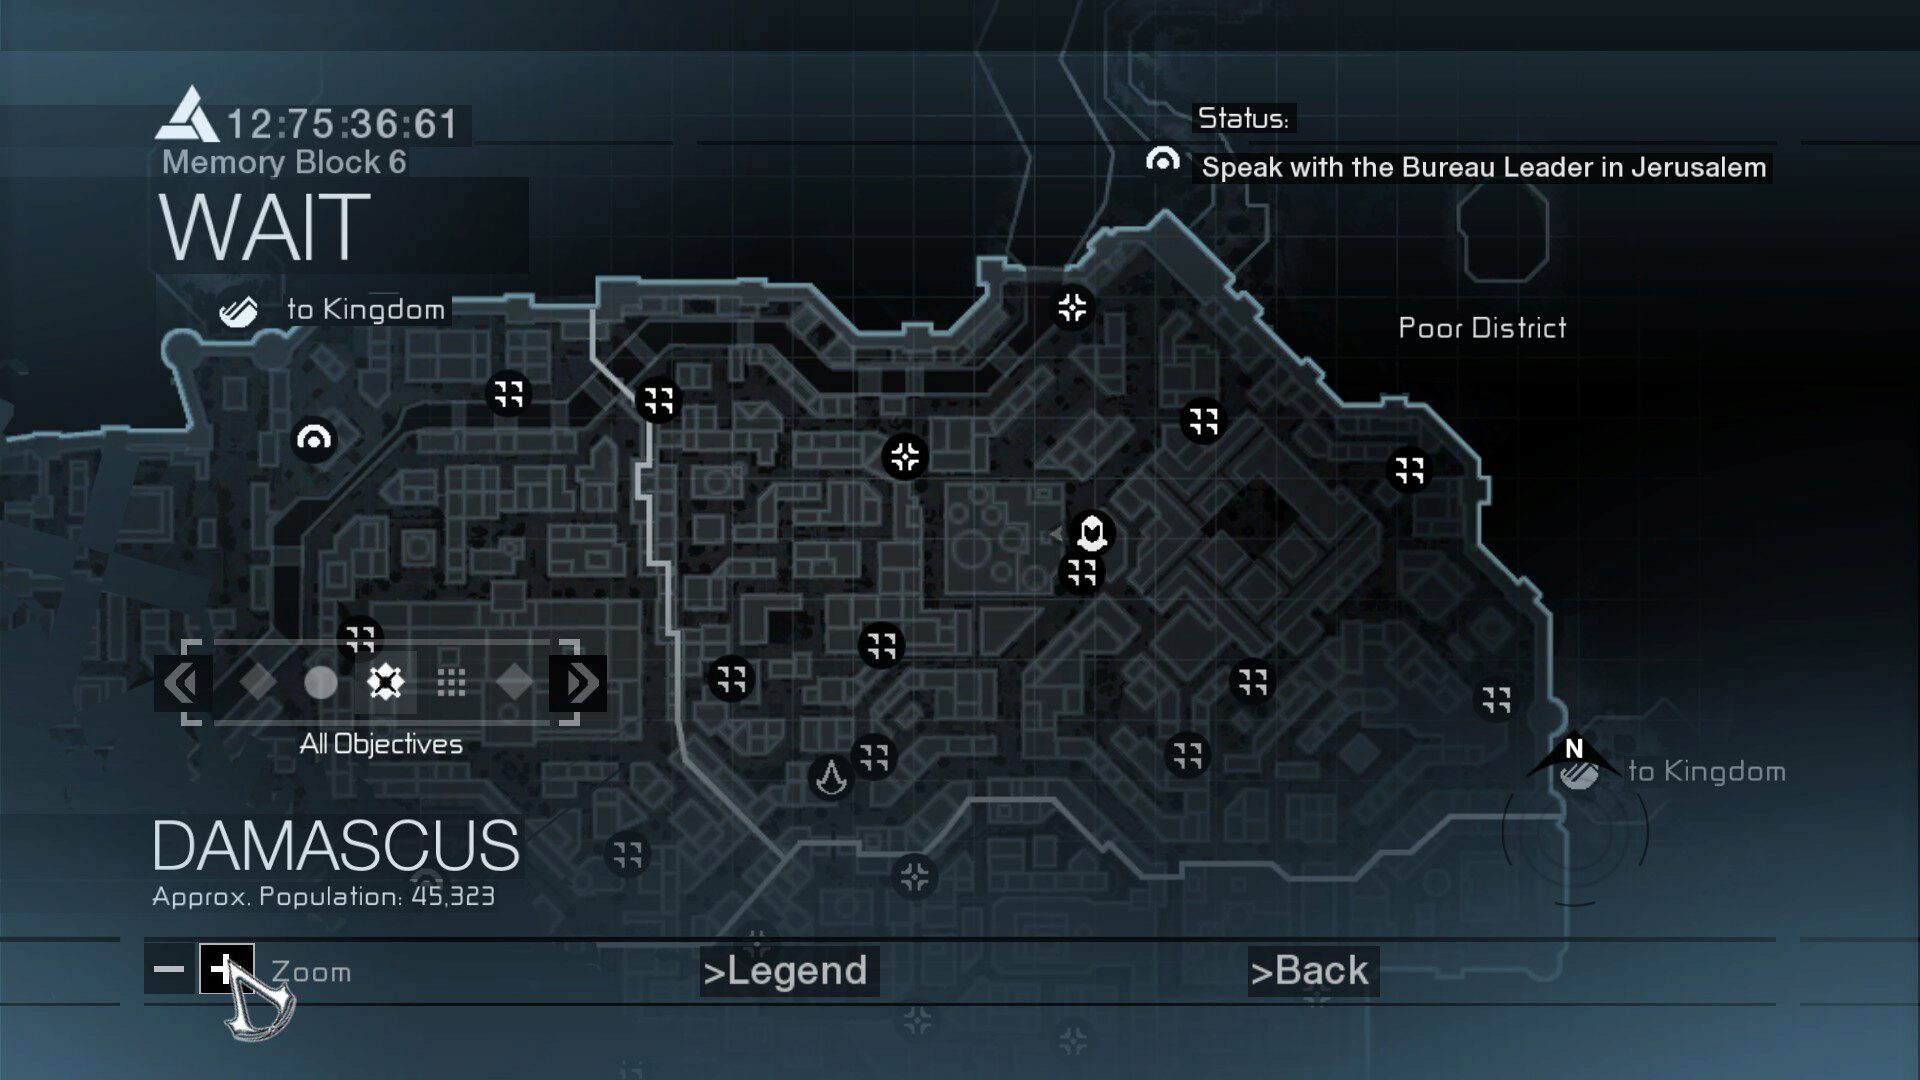 12:75:36:61
Memory Block 6
WAIT
Status:
Speak with the Bureau Leader in Jerusalem
to Kingdom
Poor District
All Objectives
N
to Kingdom
DAMASCUS
Approx. Population: 45,323
Zoom
>Legend
>Back